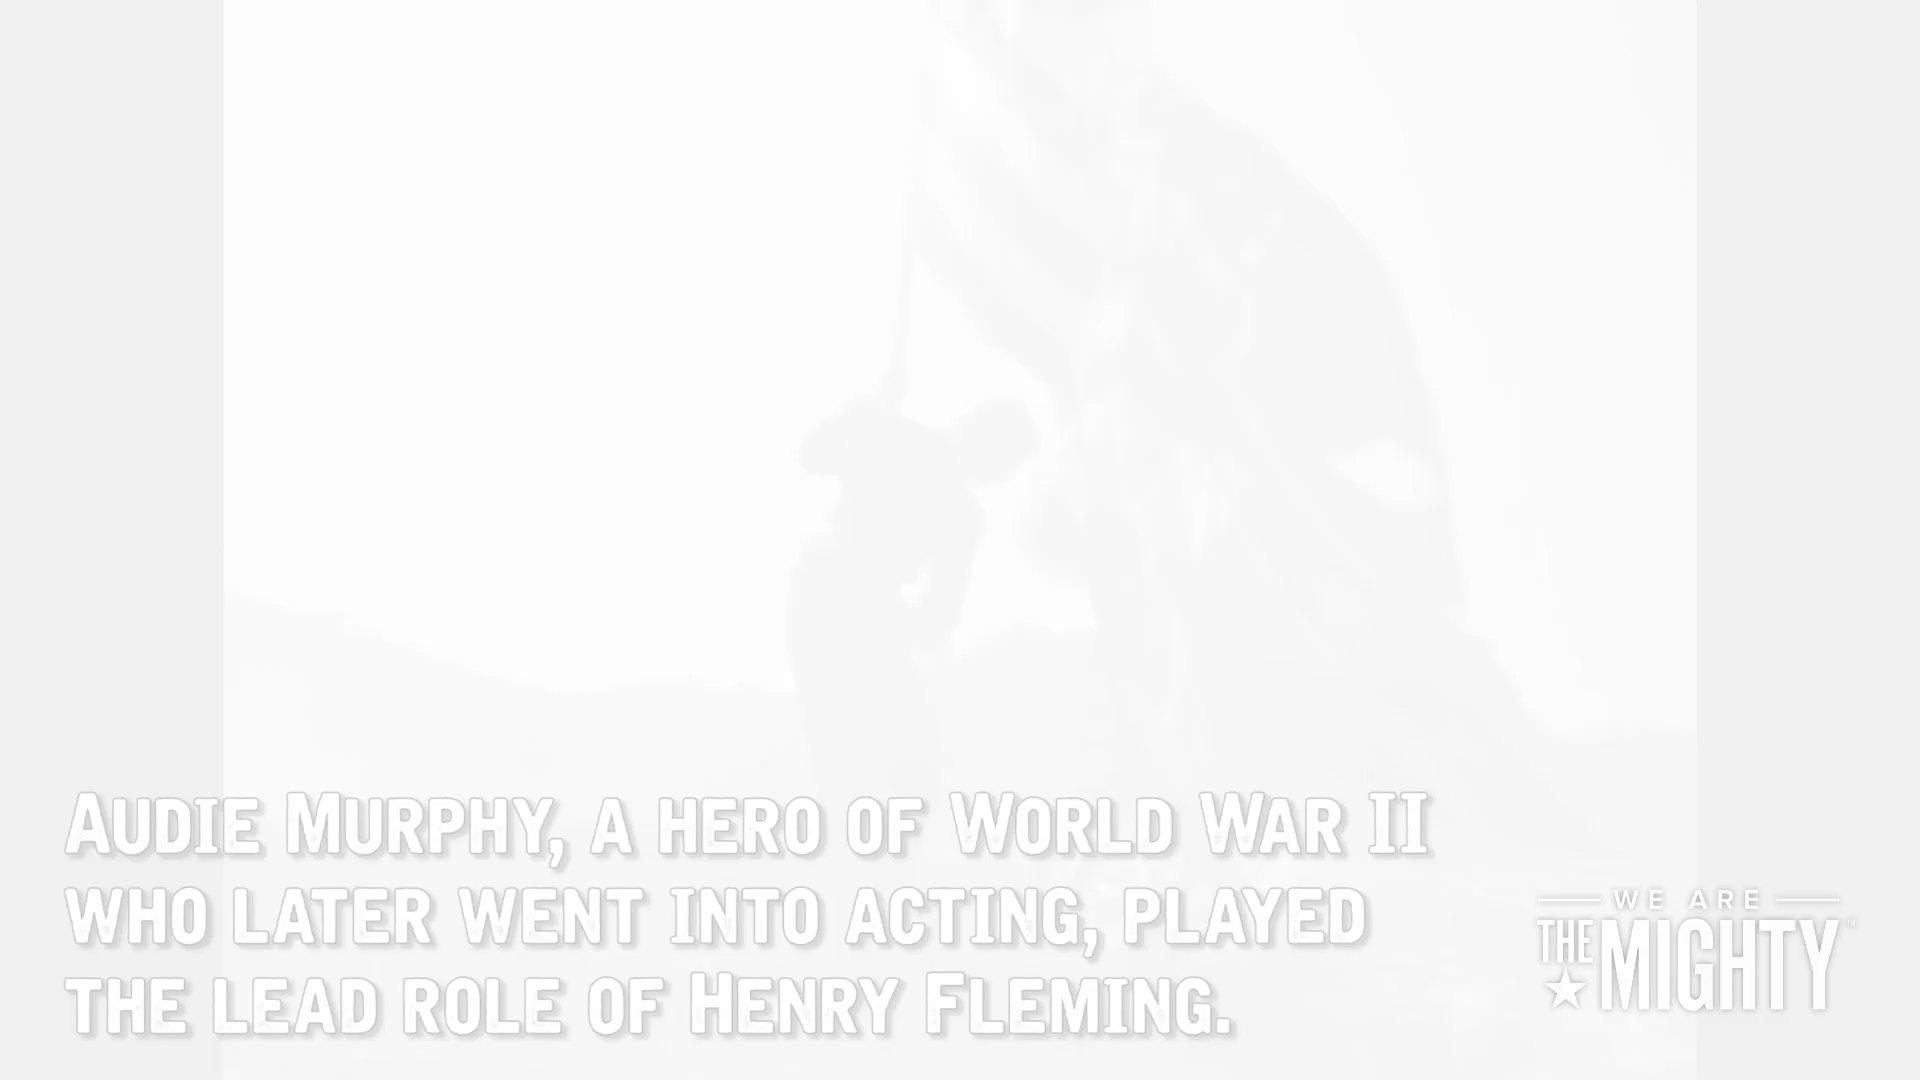 Audie Murphy, a hero of World War II
who later went into acting, played
the lead role of Henry Fleming.
WE ARE
THE MIGHTY™